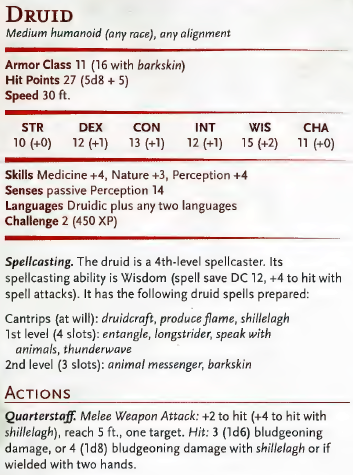 DRUID
Medium humanoid (any race), any alignment
Armor Class 11 (16 with barkskin)
Hit Points 27 (5d8 + 5)
Speed 30 ft.
STR DEX CON INT WIS CHA
10 (+0) 12 (+1) 13 (+1) 12 (+1) 15 (+2) 11 (+0)
Skills Medicine +4, Nature +3, Perception +4
Senses passive Perception 14
Languages Druidic plus any two languages
Challenge 2 (450 XP)
Spellcasting. The druid is a 4th-level spellcaster. Its
spellcasting ability is Wisdom (spell save DC 12, +4 to hit with
spell attacks). It has the following druid spells prepared:
Cantrips (at will): druidcraft, produce flame, shillelagh
1st level (4 slots): entangle, longstrider, speak with
animals, thunderwave
2nd level (3 slots): animal messenger, barkskin
ACTIONS
Quarterstaff. Melee Weapon Attack: +2 to hit (+4 to hit with
shillelagh), reach 5 ft., one target. Hit: 3 (1d6) bludgeoning
damage, or 4 (1d8) bludgeoning damage with shillelagh or if
wielded with two hands.